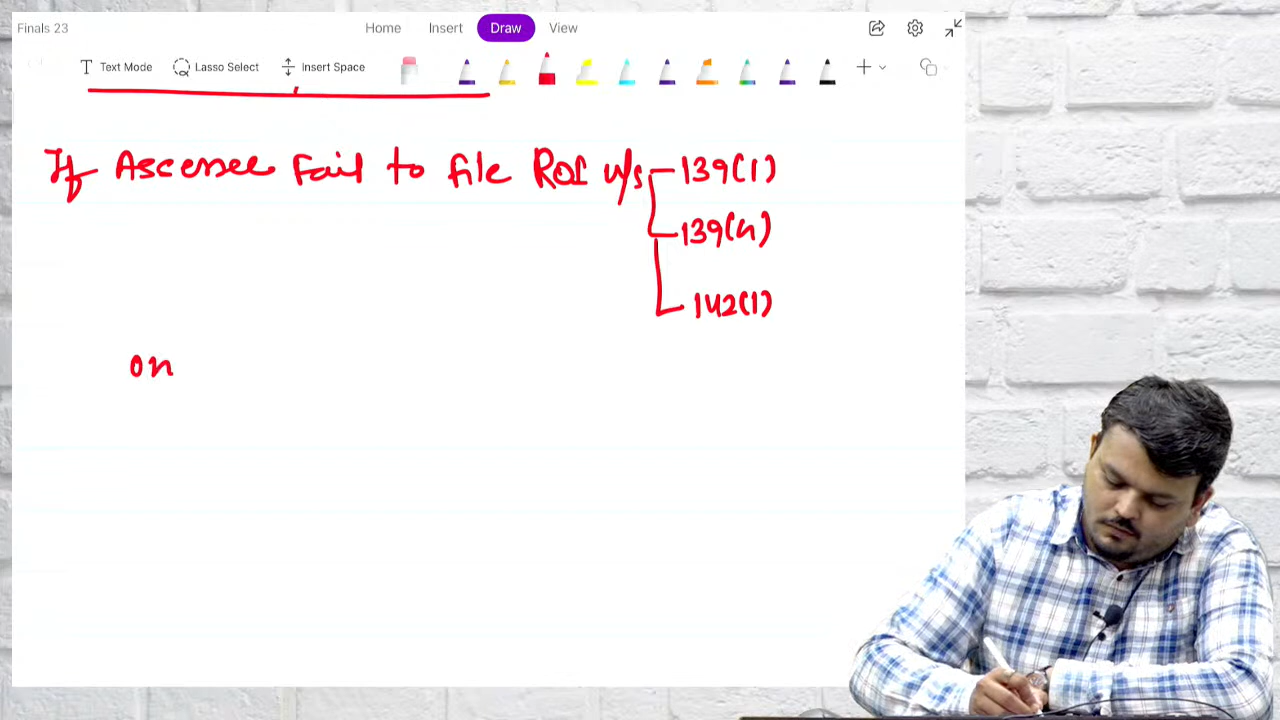 Finals 23
Home Insert Draw View
Text Mode Lasso Select Insert Space
If Ascessee Fail to file ROI u/s 139(1)
139(4)
142(1)
on